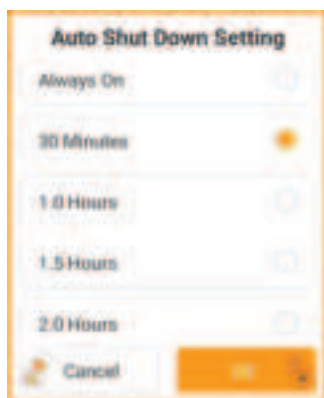 Auto Shut Down Setting
Always On
30 Minutes
1.0 Hours
1.5 Hours
2.0 Hours
Cancel